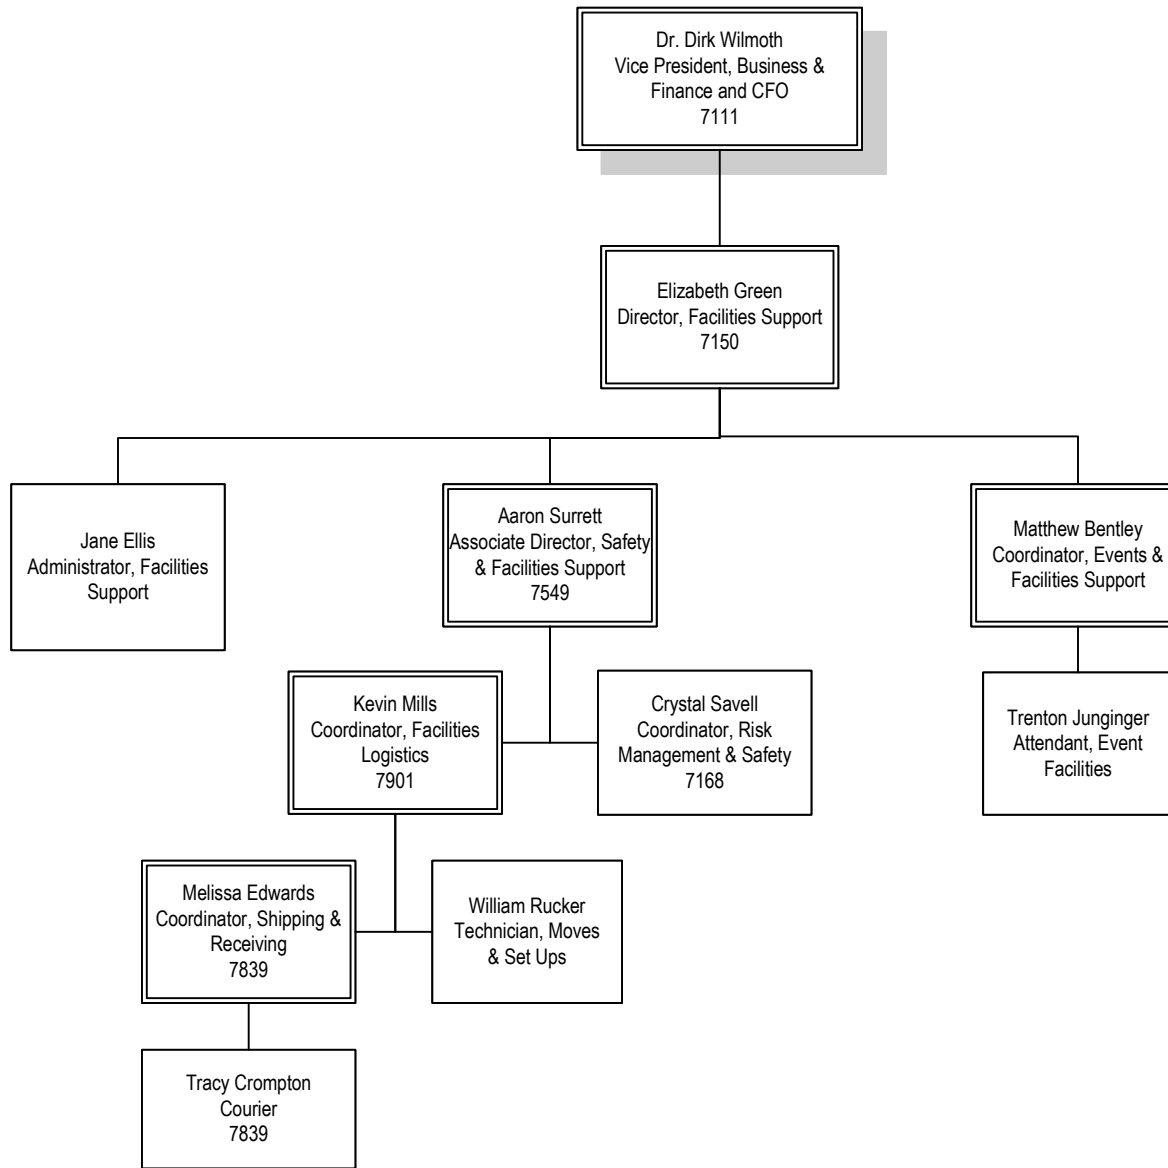 Dr. Dirk Wilmoth
Vice President, Business &
Finance and CFO
7111
Elizabeth Green
Director, Facilities Support
7150
Jane Ellis
Administrator, Facilities
Support
Aaron Surrett
Associate Director, Safety
& Facilities Support
7549
Matthew Bentley
Coordinator, Events &
Facilities Support
Kevin Mills
Coordinator, Facilities
Logistics
7901
Crystal Savell
Coordinator, Risk
Management & Safety
7168
Trenton Junginger
Attendant, Event
Facilities
Melissa Edwards
Coordinator, Shipping &
Receiving
7839
William Rucker
Technician, Moves
& Set Ups
Tracy Crompton
Courier
7839